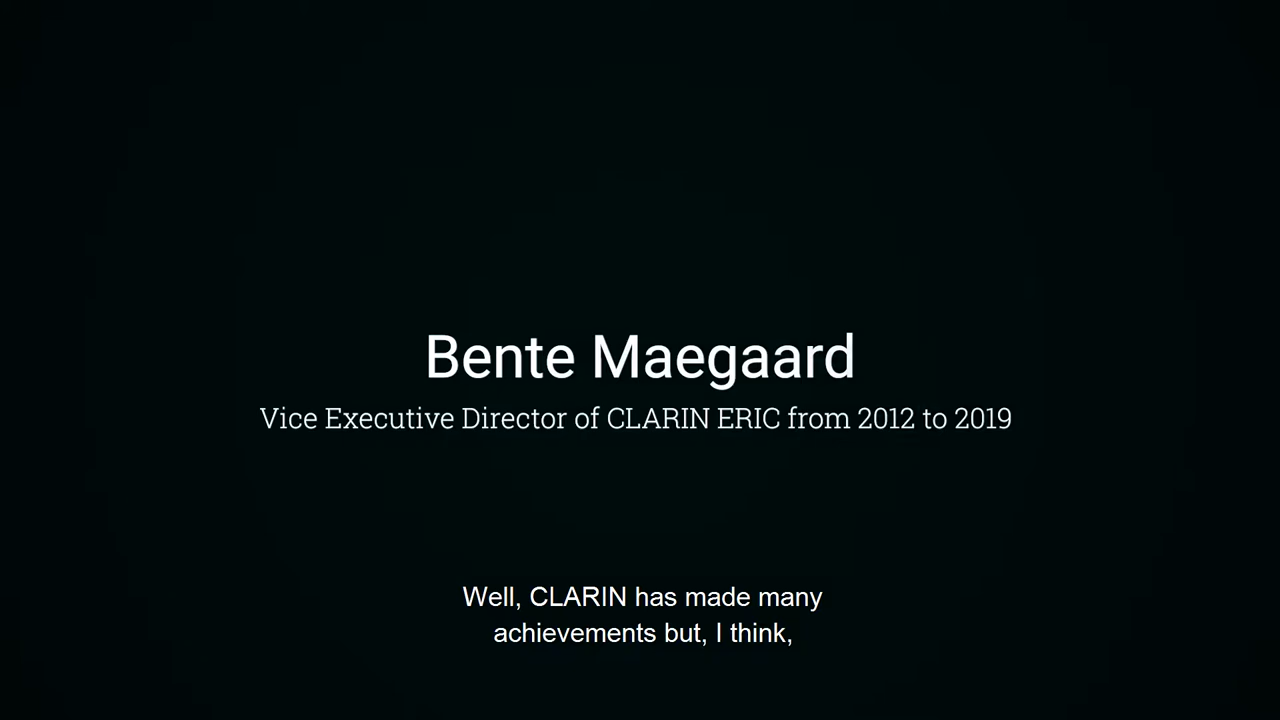 Bente Maegaard
Vice Executive Director of CLARIN ERIC from 2012 to 2019
Well, CLARIN has made many
achievements but, I think,